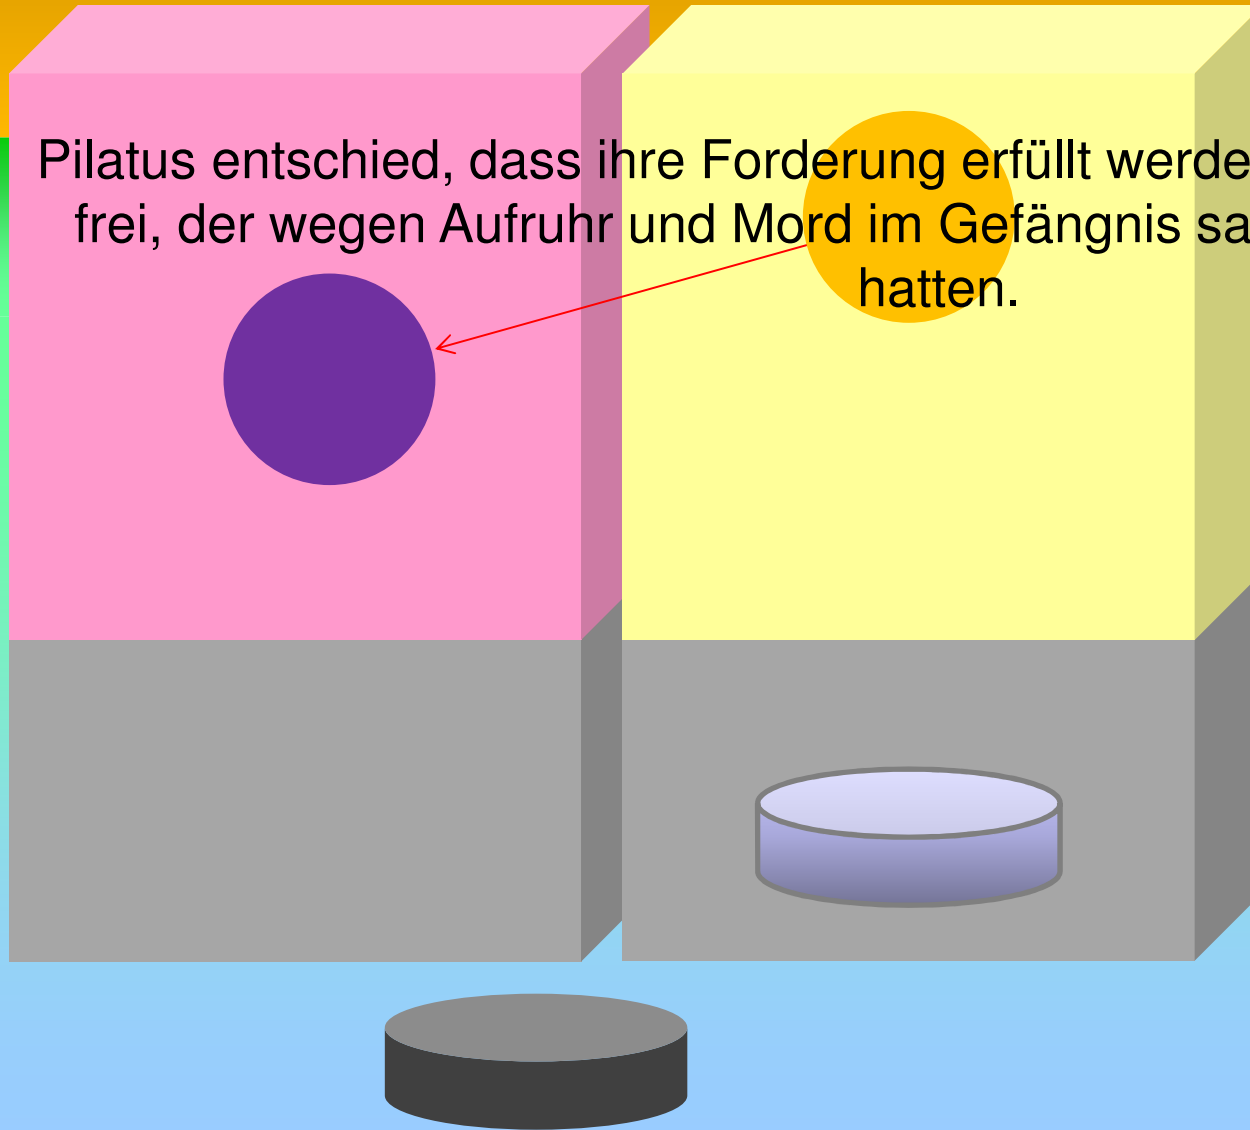 Pilatus entschied, dass ihre Forderung erfüllt werde
frei, der wegen Aufruhr und Mord im Gefängnis sa
hatten.